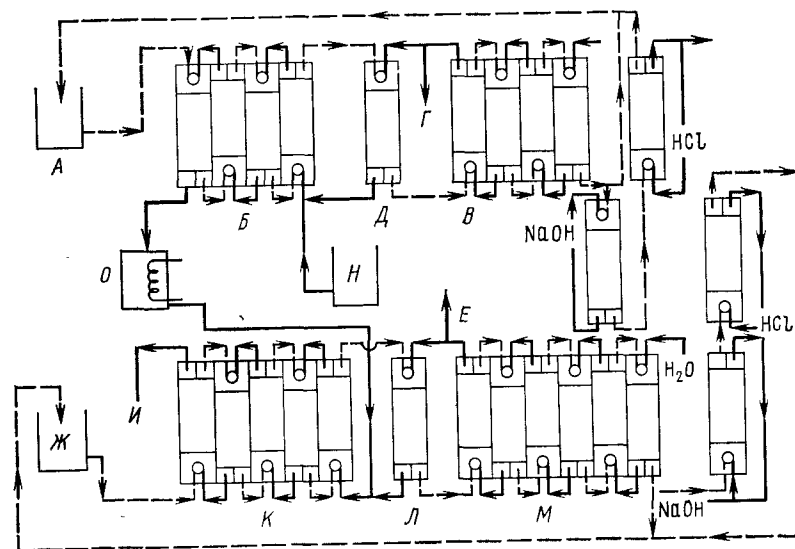 А
Б
Д
Г
В
HCl
NaOH
О
Н
Е
HCl
И
Ж
H₂O
К
Л
М
NaOH